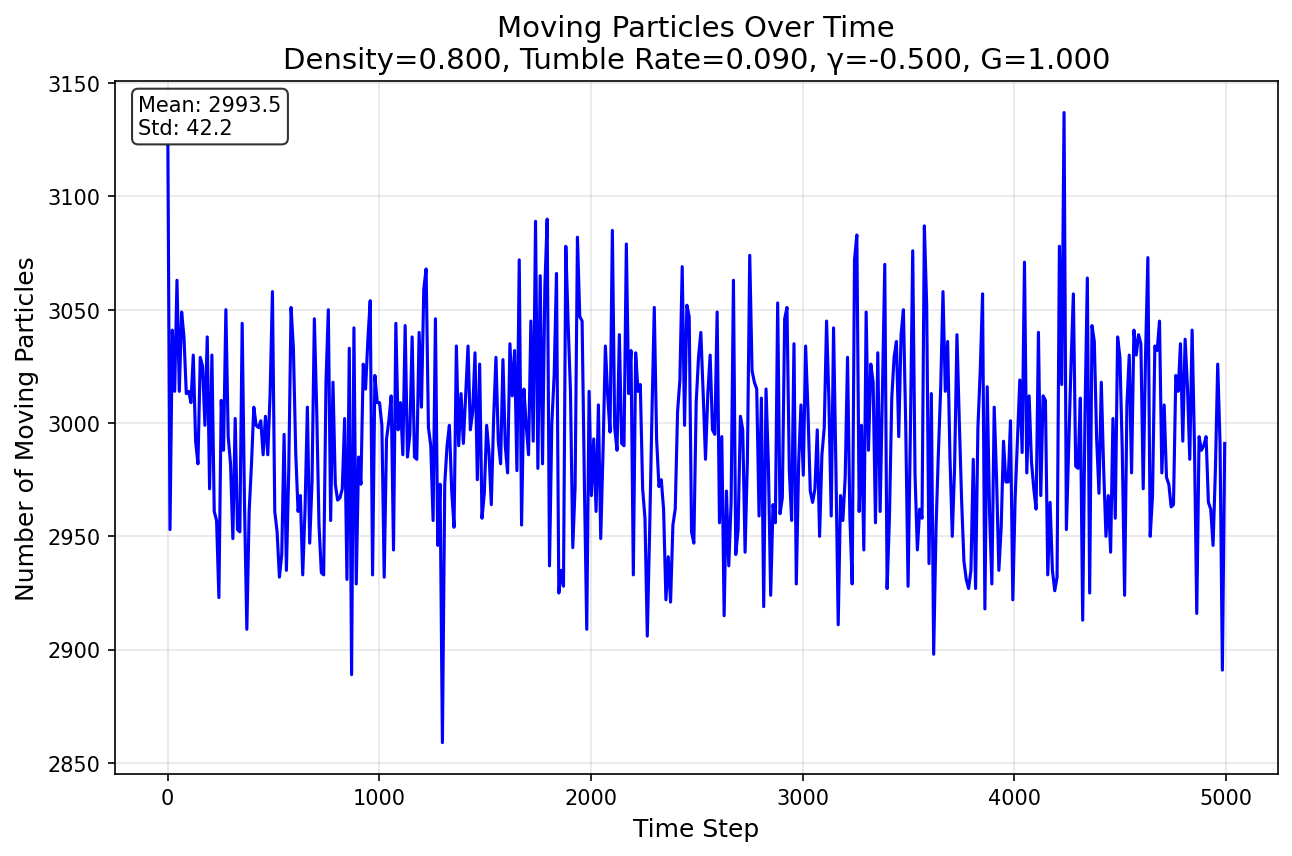 Moving Particles Over Time
Density=0.800, Tumble Rate=0.090, γ=-0.500, G=1.000
Mean: 2993.5
Std: 42.2
Number of Moving Particles
3150
3100
3050
3000
2950
2900
2850
0 1000 2000 3000 4000 5000
Time Step